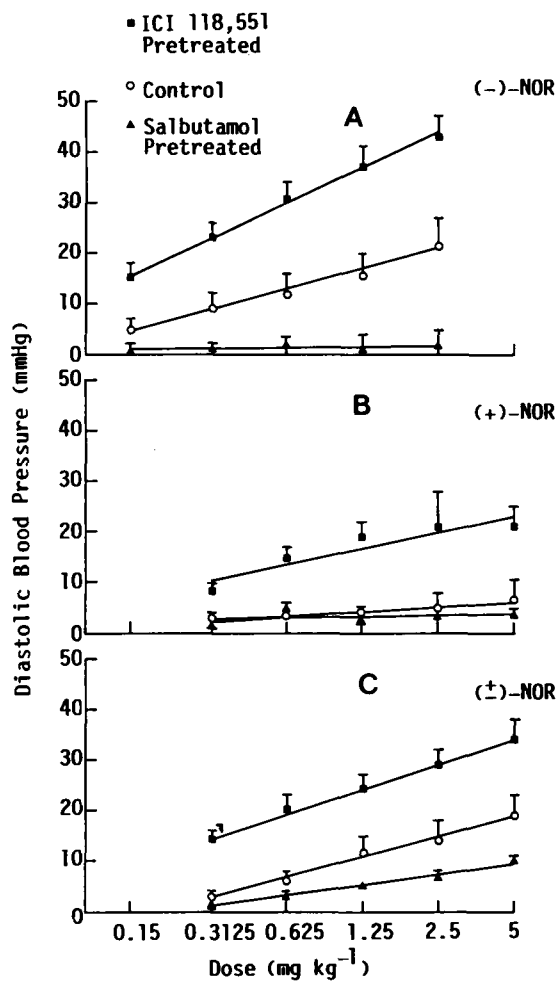 ICI 118,551
Pretreated
Control
Salbutamol
Pretreated
A
(-)-NOR
50
40
30
20
10
0
B
(+)-NOR
50
40
30
20
10
0
C
(±)-NOR
50
40
30
20
10
0
Diastolic Blood Pressure (mmHg)
0.15 0.3125 0.625 1.25 2.5 5
Dose (mg kg⁻¹)